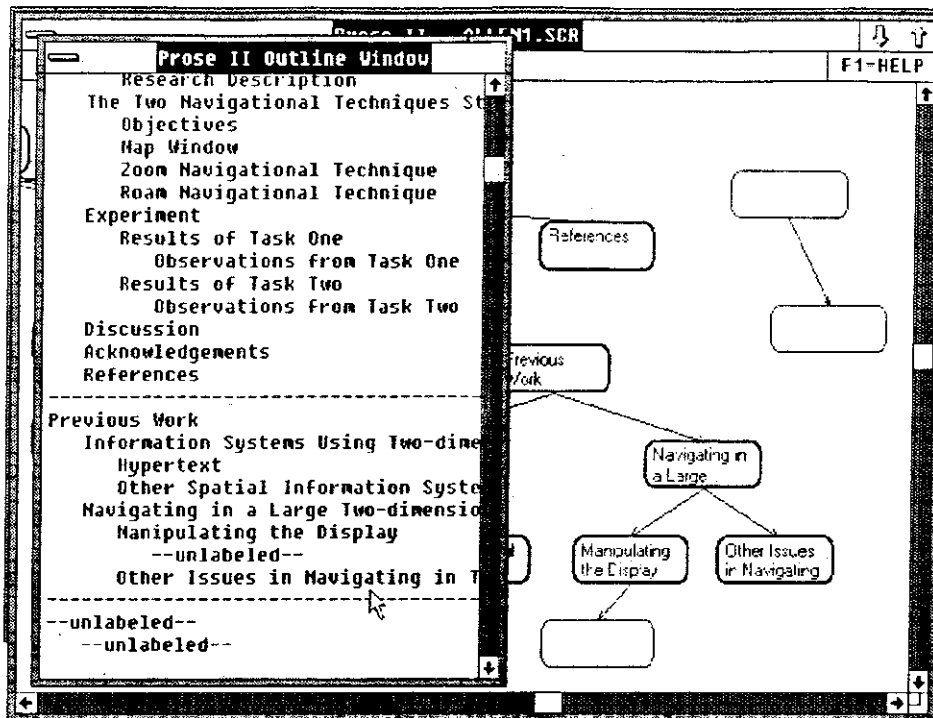 Prose II - ALLEN1.SCR
F1=HELP
Prose II Outline Window
Research Description
The Two Navigational Techniques St
Objectives
Map Window
Zoom Navigational Technique
Roam Navigational Technique
Experiment
Results of Task One
Observations from Task One
Results of Task Two
Observations from Task Two
Discussion
Acknowledgements
References
Previous Work
Information Systems Using Two-dime
Hypertext
Other Spatial Information Syste
Navigating in a Large Two-dimensio
Manipulating the Display
--unlabeled--
Other Issues in Navigating in T
--unlabeled--
--unlabeled--
References
Previous
Work
Navigating in
a Large
Manipulating
the Display
Other Issues
in Navigating